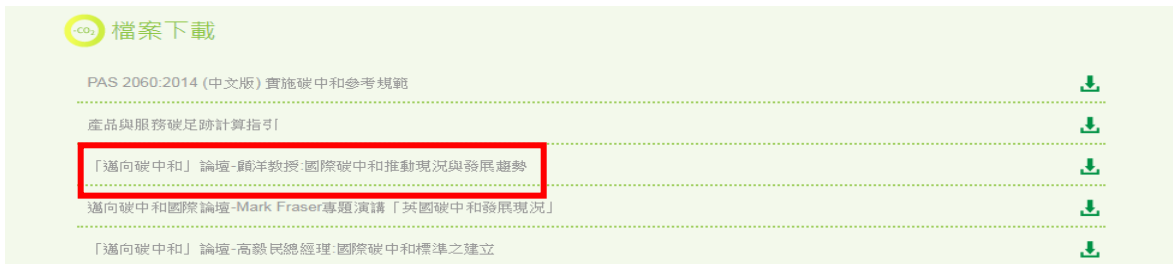 -CO₂ 檔案下載
PAS 2060:2014 (中文版) 實施碳中和參考規範
產品與服務碳足跡計算指引
「邁向碳中和」論壇-顧洋教授:國際碳中和推動現況與發展趨勢
邁向碳中和國際論壇-Mark Fraser專題演講「英國碳中和發展現況」
「邁向碳中和」論壇-高毅民總經理:國際碳中和標準之建立